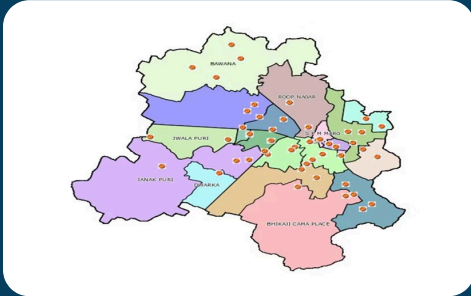 BAWANA
ROOP NAGAR
JWALA PURI
JANAK PURI
DWARKA
BHIKAJI CAMA PLACE